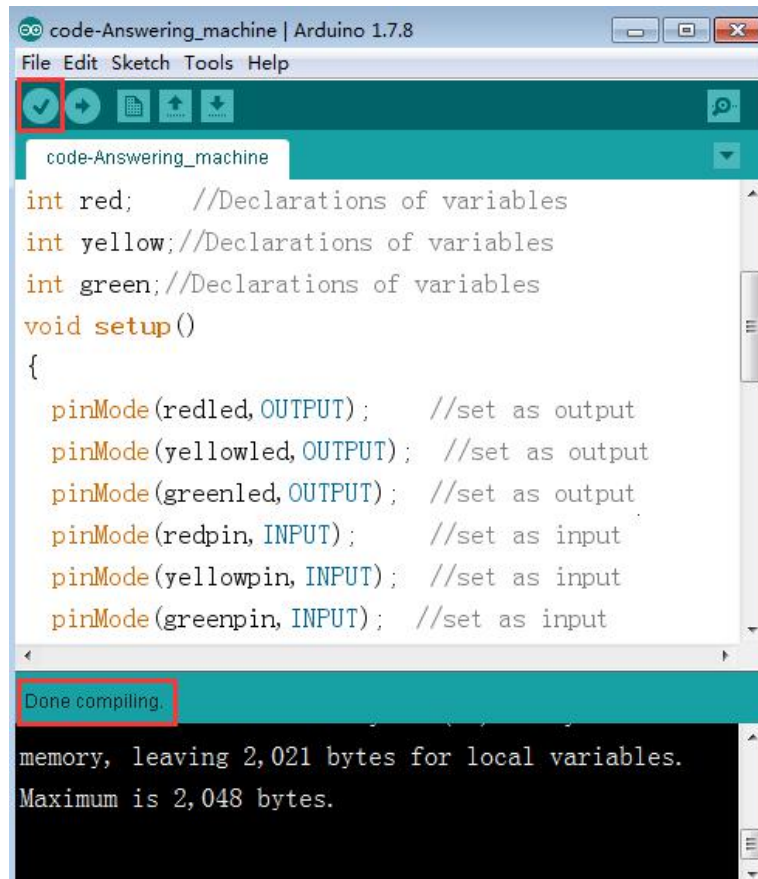 code-Answering_machine | Arduino 1.7.8
File Edit Sketch Tools Help
code-Answering_machine
int red;    //Declarations of variables
int yellow;//Declarations of variables
int green;//Declarations of variables
void setup()
{
  pinMode(redled,OUTPUT);    //set as output
  pinMode(yellowled,OUTPUT);  //set as output
  pinMode(greenled,OUTPUT);  //set as output
  pinMode(redpin,INPUT);     //set as input
  pinMode(yellowpin,INPUT);  //set as input
  pinMode(greenpin,INPUT);  //set as input
Done compiling.
memory, leaving 2,021 bytes for local variables.
Maximum is 2,048 bytes.